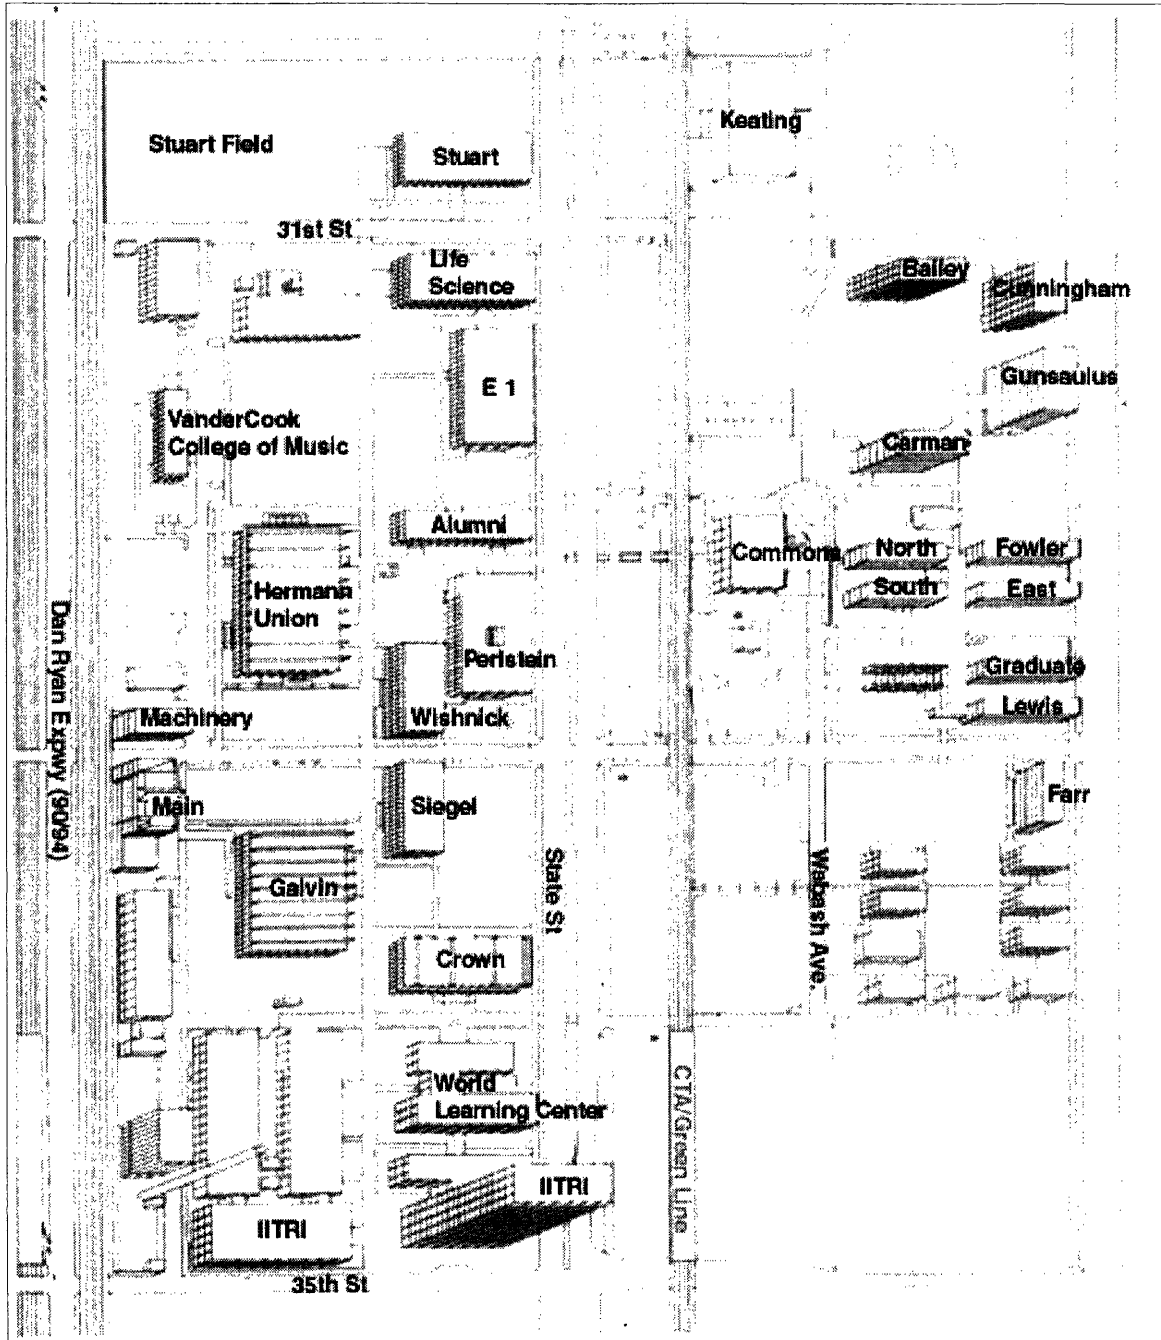 Keating
Stuart Field
Stuart
31st St
Life
Science
Bailey
Cunningham
E 1
Gunsaulus
VanderCook
College of Music
Carman
Alumni
Commons
North
Fowler
Hermann
Union
South
East
Perlstein
Graduate
Machinery
Wishnick
Lewis
Dan Ryan Expwy (90/94)
Main
Siegel
Farr
Galvin
State St
Wabash Ave.
Crown
World
Learning Center
CTA/Green Line
IITRI
IITRI
35th St